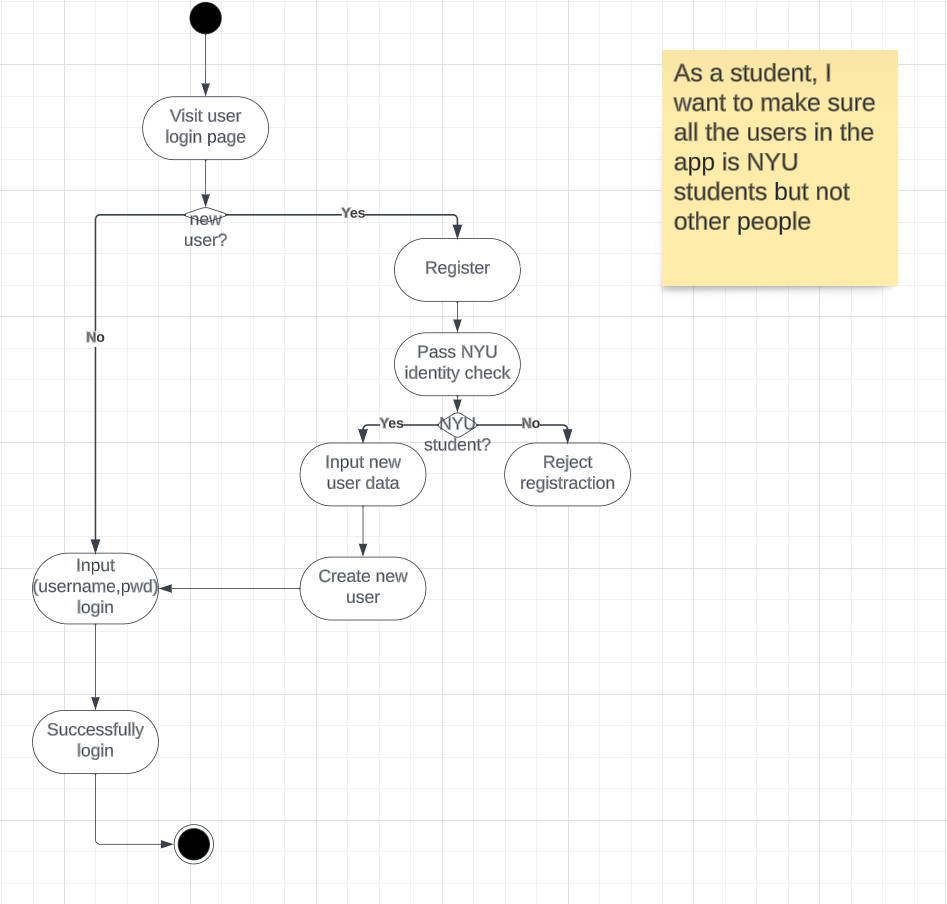 Visit user
login page
new
user?
Yes
No
Register
Pass NYU
identity check
NYU
student?
Yes
No
Input new
user data
Reject
registraction
Create new
user
Input
(username,pwd)
login
Successfully
login
As a student, I
want to make sure
all the users in the
app is NYU
students but not
other people